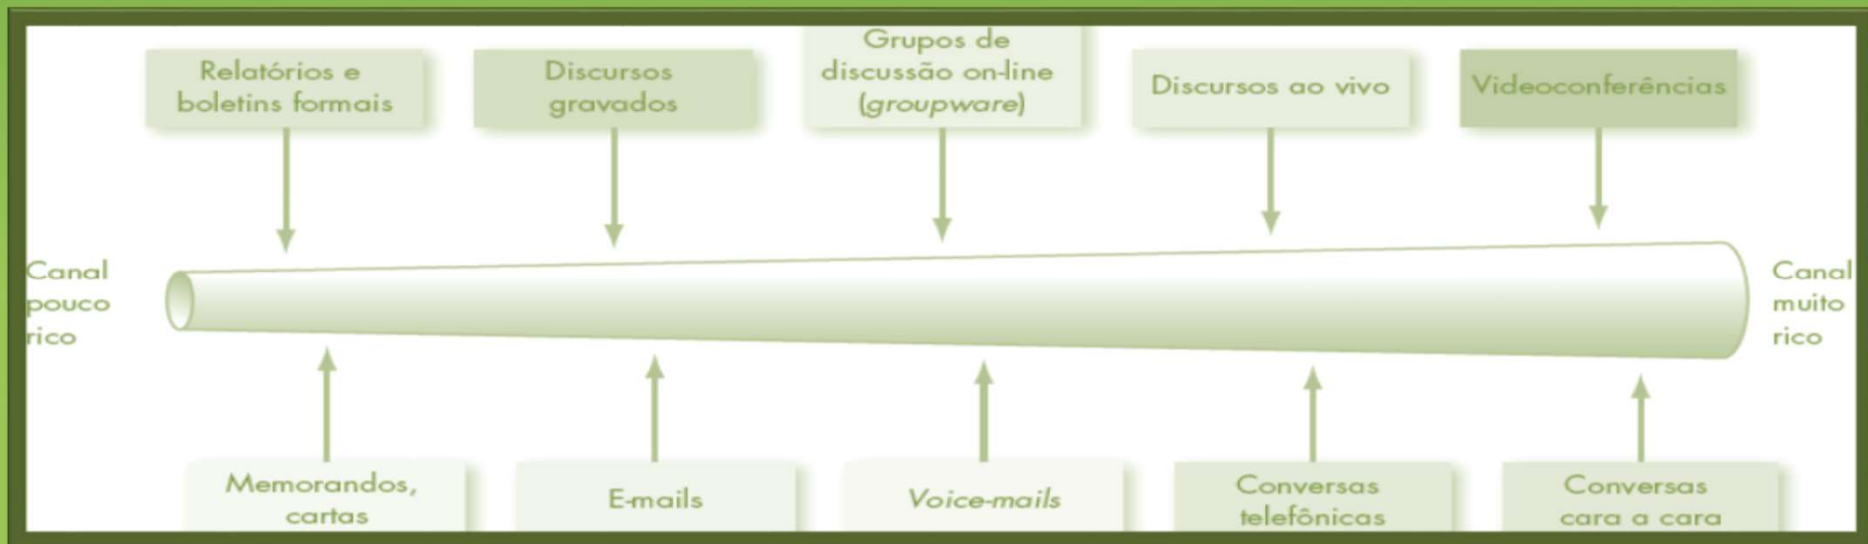 Relatórios e
boletins formais
Discursos
gravados
Grupos de
discussão on-line
(groupware)
Discursos ao vivo
Videoconferências
Canal
pouco
rico
Canal
muito
rico
Memorandos,
cartas
E-mails
Voice-mails
Conversas
telefônicas
Conversas
cara a cara